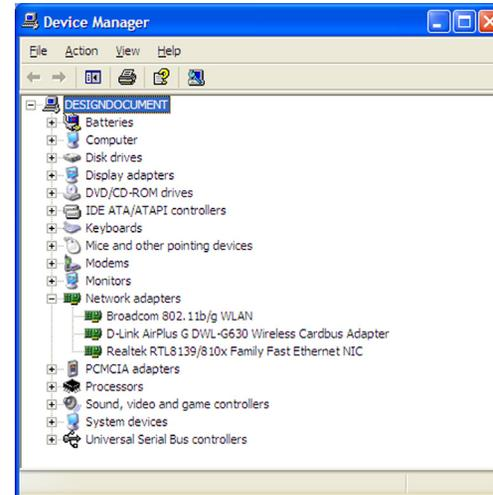 Device Manager
File Action View Help
DESIGNDOCUMENT
Batteries
Computer
Disk drives
Display adapters
DVD/CD-ROM drives
IDE ATA/ATAPI controllers
Keyboards
Mice and other pointing devices
Modems
Monitors
Network adapters
Broadcom 802.11b/g WLAN
D-Link AirPlus G DWL-G630 Wireless Cardbus Adapter
Realtek RTL8139/810x Family Fast Ethernet NIC
PCMCIA adapters
Processors
Sound, video and game controllers
System devices
Universal Serial Bus controllers